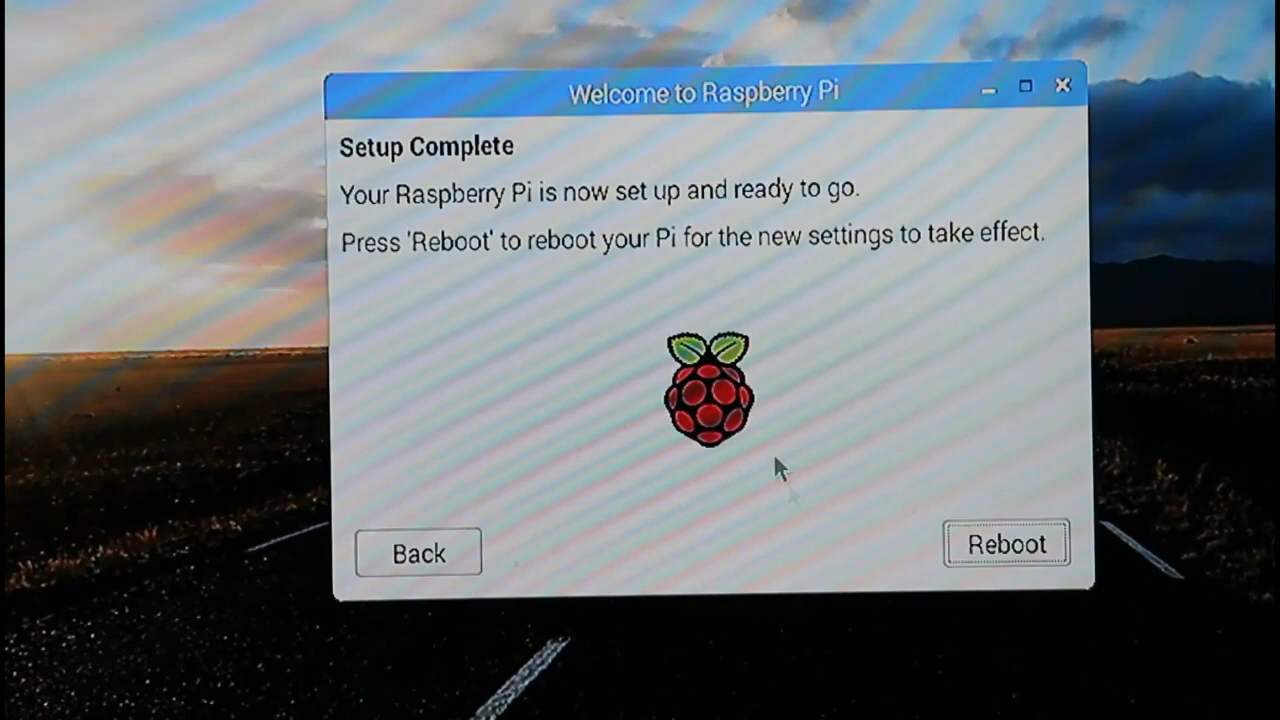 Welcome to Raspberry Pi
Setup Complete
Your Raspberry Pi is now set up and ready to go.
Press 'Reboot' to reboot your Pi for the new settings to take effect.
Back
Reboot